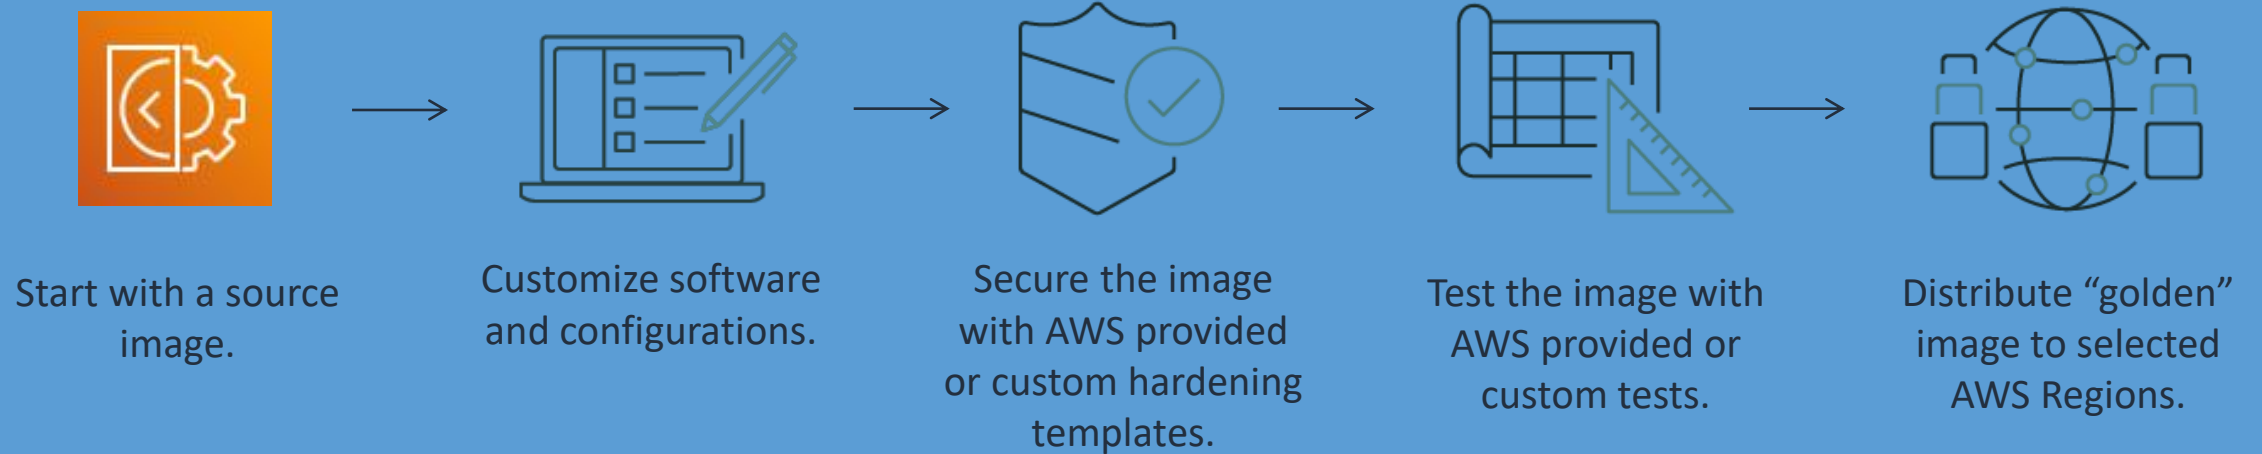 Start with a source
image.
Customize software
and configurations.
Secure the image
with AWS provided
or custom hardening
templates.
Test the image with
AWS provided or
custom tests.
Distribute “golden”
image to selected
AWS Regions.